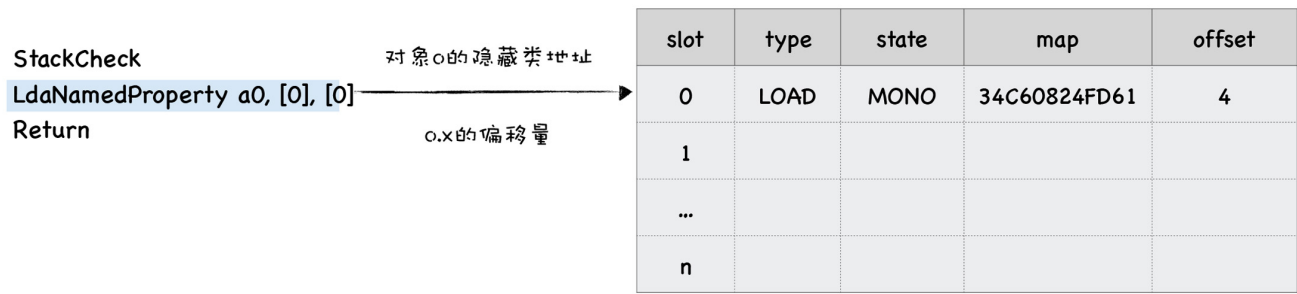 StackCheck
LdaNamedProperty a0, [0], [0]
Return
对象o的隐藏类地址
o.x的偏移量
slot type state map offset
0 LOAD MONO 34C60824FD61 4
1
...
n